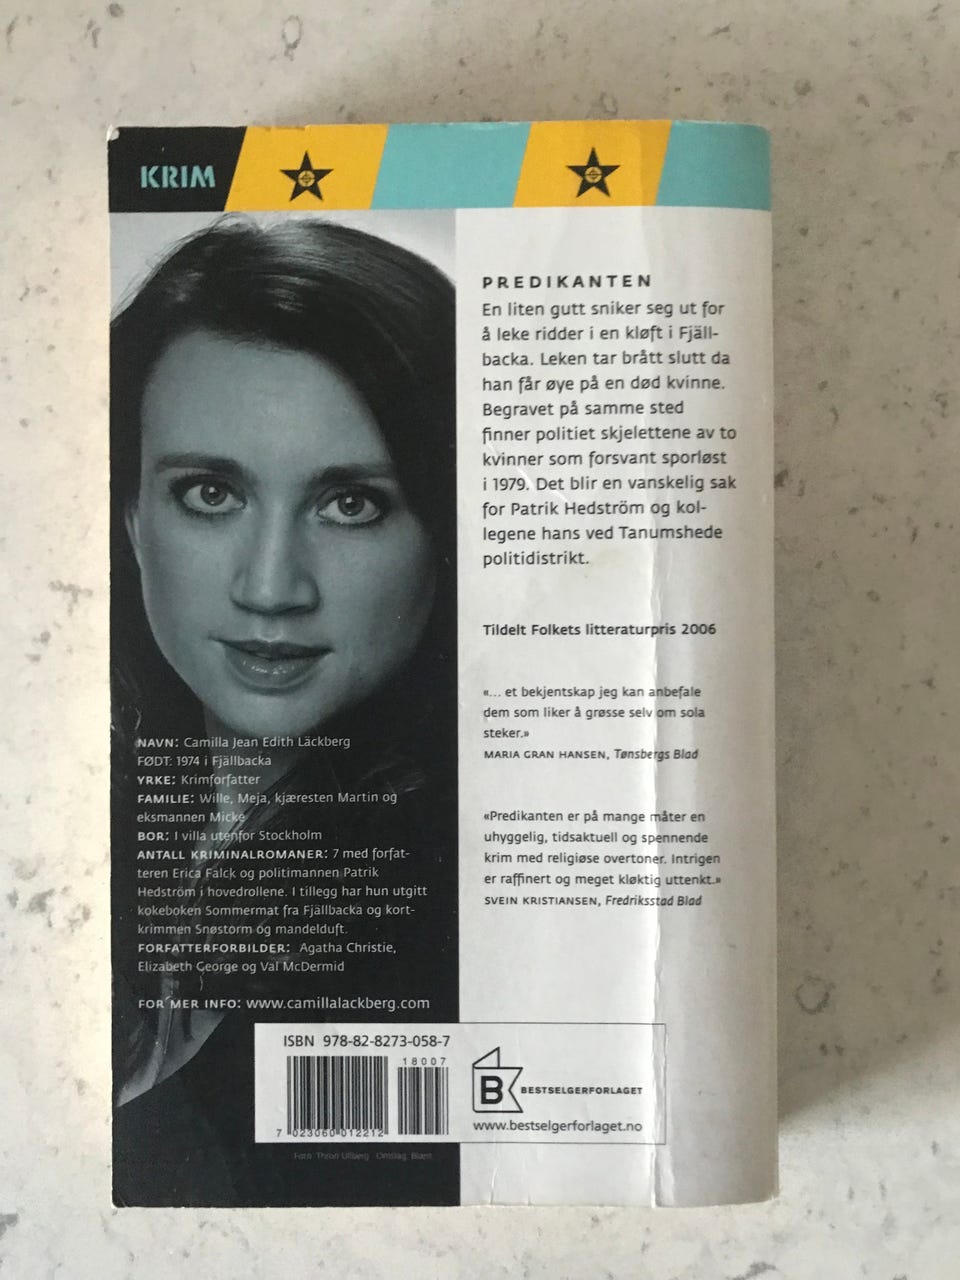 KRIM
PREDIKANTEN
En liten gutt sniker seg ut for
å leke ridder i en kløft i Fjäll-
backa. Leken tar brått slutt da
han får øye på en død kvinne.
Begravet på samme sted
finner politiet skjelettene av to
kvinner som forsvant sporløst
i 1979. Det blir en vanskelig sak
for Patrik Hedström og kol-
legene hans ved Tanumshede
politidistrikt.
Tildelt Folkets litteraturpris 2006
«... et bekjentskap jeg kan anbefale
dem som liker å grøsse selv om sola
steker.»
MARIA GRAN HANSEN, Tønsbergs Blad
«Predikanten er på mange måter en
uhyggelig, tidsaktuell og spennende
krim med religiøse overtoner. Intrigen
er raffinert og meget kløktig uttenkt.»
SVEIN KRISTIANSEN, Fredriksstad Blad
NAVN: Camilla Jean Edith Läckberg
FØDT: 1974 i Fjällbacka
YRKE: Krimforfatter
FAMILIE: Wille, Meja, kjæresten Martin og
eksmannen Micke
BOR: I villa utenfor Stockholm
ANTALL KRIMINALROMANER: 7 med forfat-
teren Erica Falck og politimannen Patrik
Hedström i hovedrollene. I tillegg har hun utgitt
kokeboken Sommermat fra Fjällbacka og kort-
krimmen Snøstorm og mandelduft.
FORFATTERFORBILDER: Agatha Christie,
Elizabeth George og Val McDermid
FOR MER INFO: www.camillalackberg.com
ISBN 978-82-8273-058-7
18007
7 023060 012212
B BESTSELGERFORLAGET
www.bestselgerforlaget.no
Foto: Thron Ullberg Omslag: Blæst